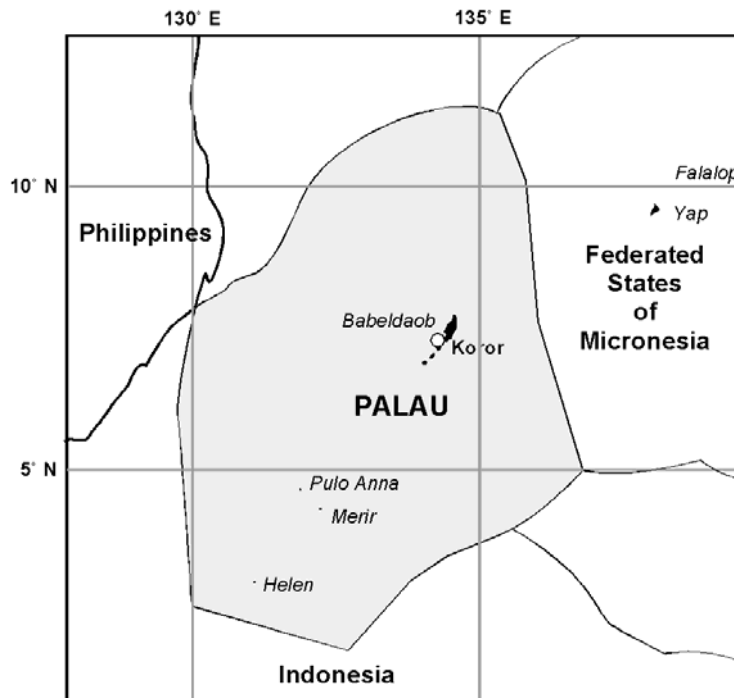 130° E
135° E
10° N
Falalop
Yap
Philippines
Federated
States
of
Micronesia
Babeldaob
Koror
PALAU
5° N
Pulo Anna
Merir
Helen
Indonesia